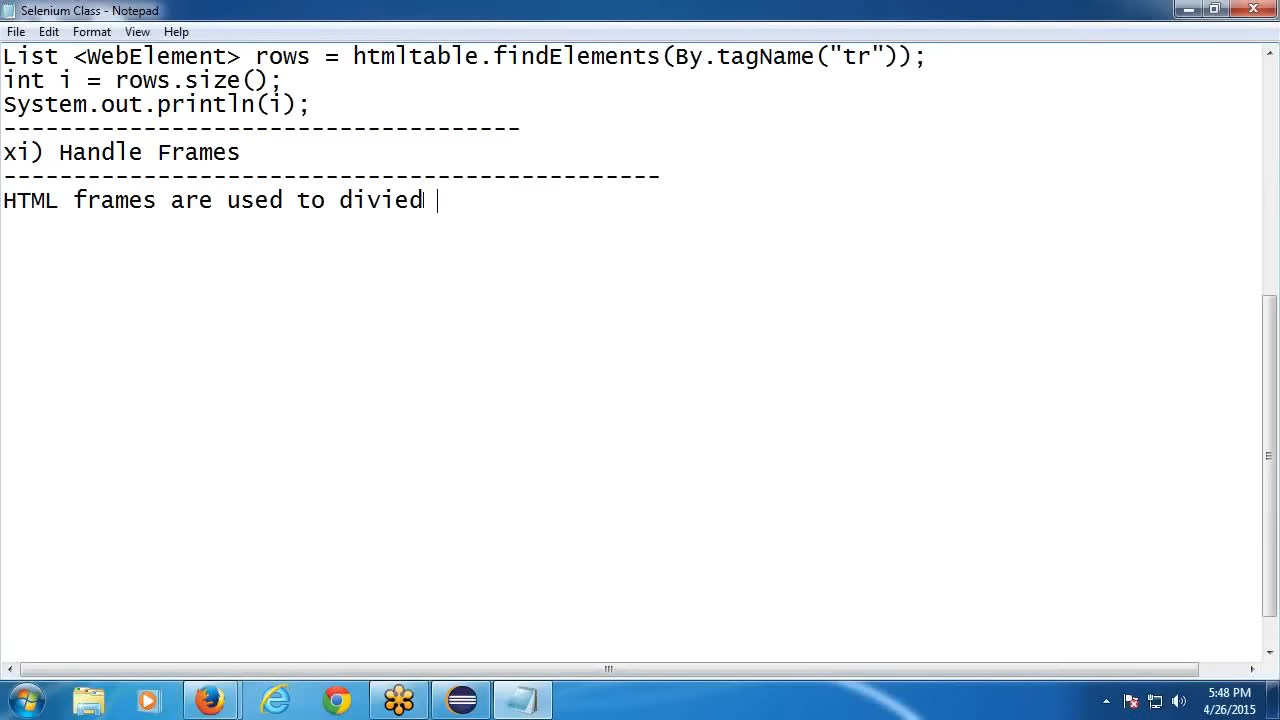 Selenium Class - Notepad
File Edit Format View Help
List <WebElement> rows = htmltable.findElements(By.tagName("tr"));
int i = rows.size();
System.out.println(i);
-------------------------------------
xi) Handle Frames
-----------------------------------------------
HTML frames are used to divied
5:48 PM
4/26/2015